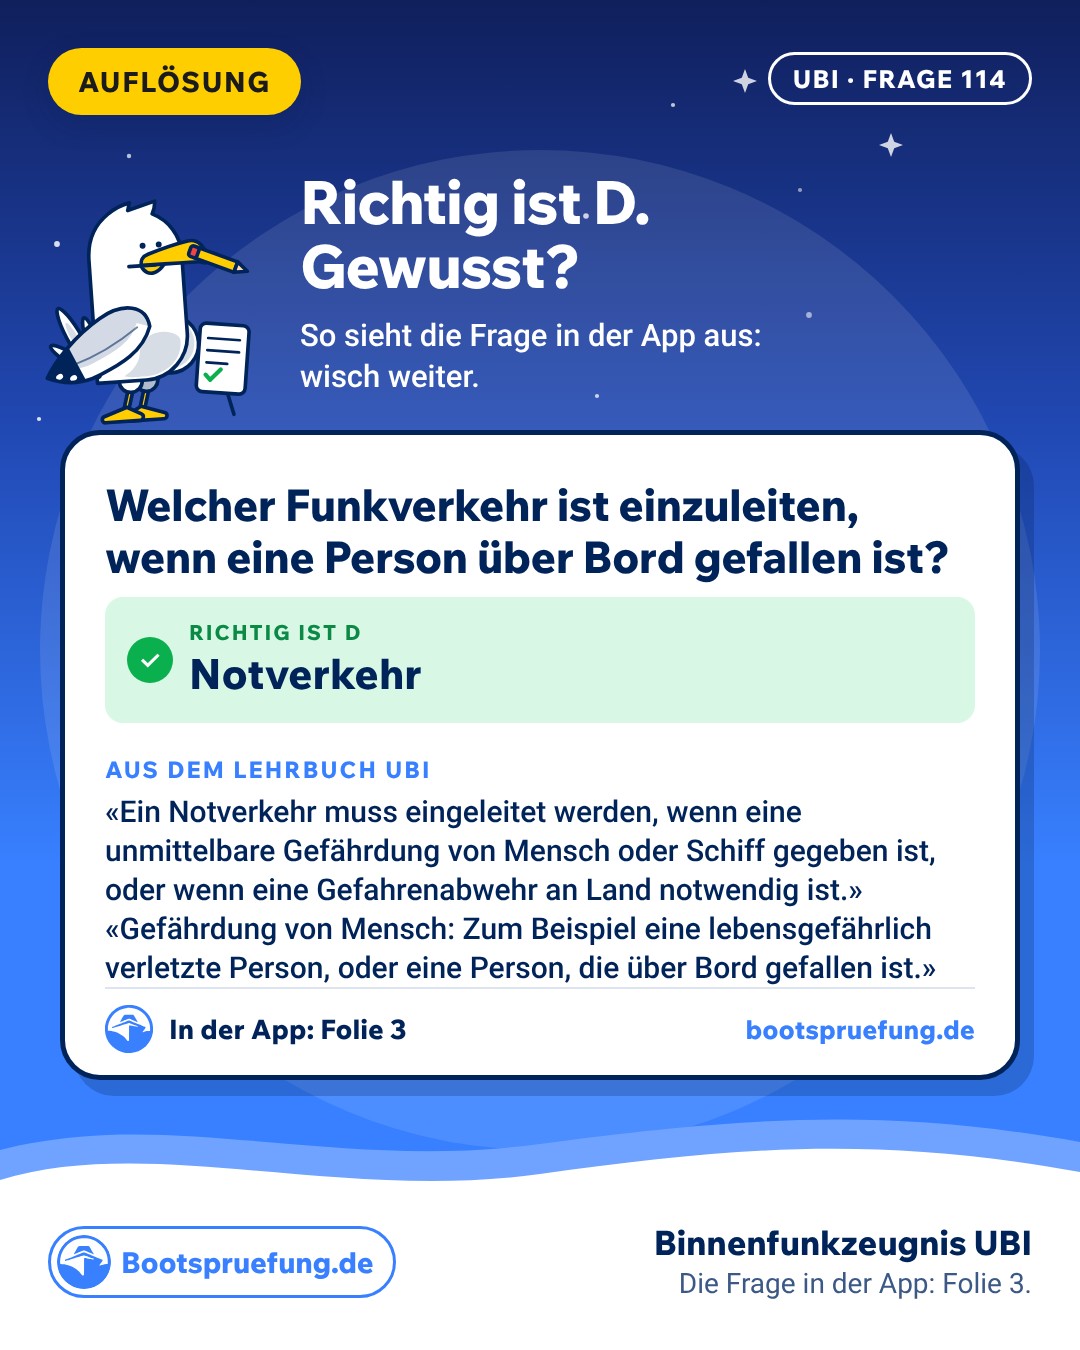 AUFLÖSUNG
UBI · FRAGE 114
Richtig ist D.
Gewusst?
So sieht die Frage in der App aus:
wisch weiter.
Welcher Funkverkehr ist einzuleiten,
wenn eine Person über Bord gefallen ist?
RICHTIG IST D
Notverkehr
AUS DEM LEHRBUCH UBI
«Ein Notverkehr muss eingeleitet werden, wenn eine
unmittelbare Gefährdung von Mensch oder Schiff gegeben ist,
oder wenn eine Gefahrenabwehr an Land notwendig ist.»
«Gefährdung von Mensch: Zum Beispiel eine lebensgefährlich
verletzte Person, oder eine Person, die über Bord gefallen ist.»
In der App: Folie 3
bootspruefung.de
Bootspruefung.de
Binnenfunkzeugnis UBI
Die Frage in der App: Folie 3.